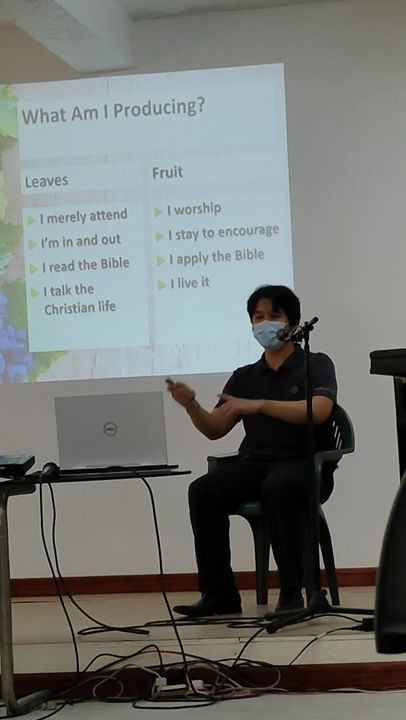 What Am I Producing?
Leaves
I merely attend
I'm in and out
I read the Bible
I talk the
Christian life
Fruit
I worship
I stay to encourage
I apply the Bible
I live it
DELL